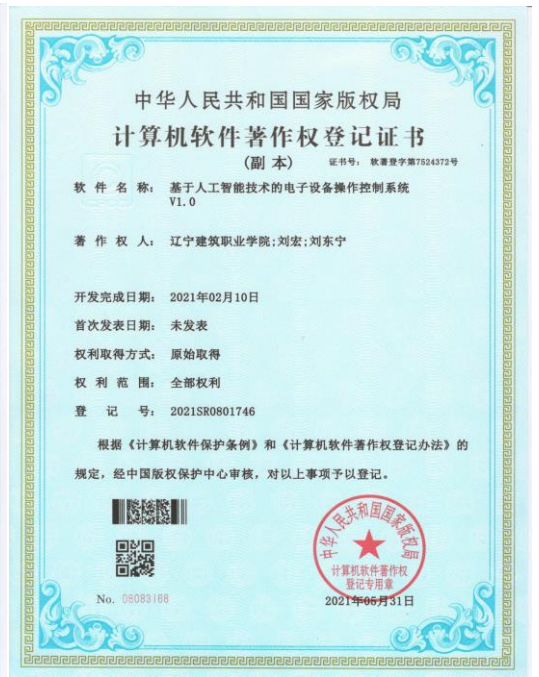 中华人民共和国国家版权局
计算机软件著作权登记证书
(副本)
证书号： 软著登字第7524372号
软件名称： 基于人工智能技术的电子设备操作控制系统
V1.0
著作权人： 辽宁建筑职业学院;刘宏;刘东宁
开发完成日期： 2021年02月10日
首次发表日期： 未发表
权利取得方式： 原始取得
权利范围： 全部权利
登记号： 2021SR0801746
根据《计算机软件保护条例》和《计算机软件著作权登记办法》的
规定，经中国版权保护中心审核，对以上事项予以登记。
中华人民共和国国家版权局
计算机软件著作权
登记专用章
No. 08083168
2021年05月31日